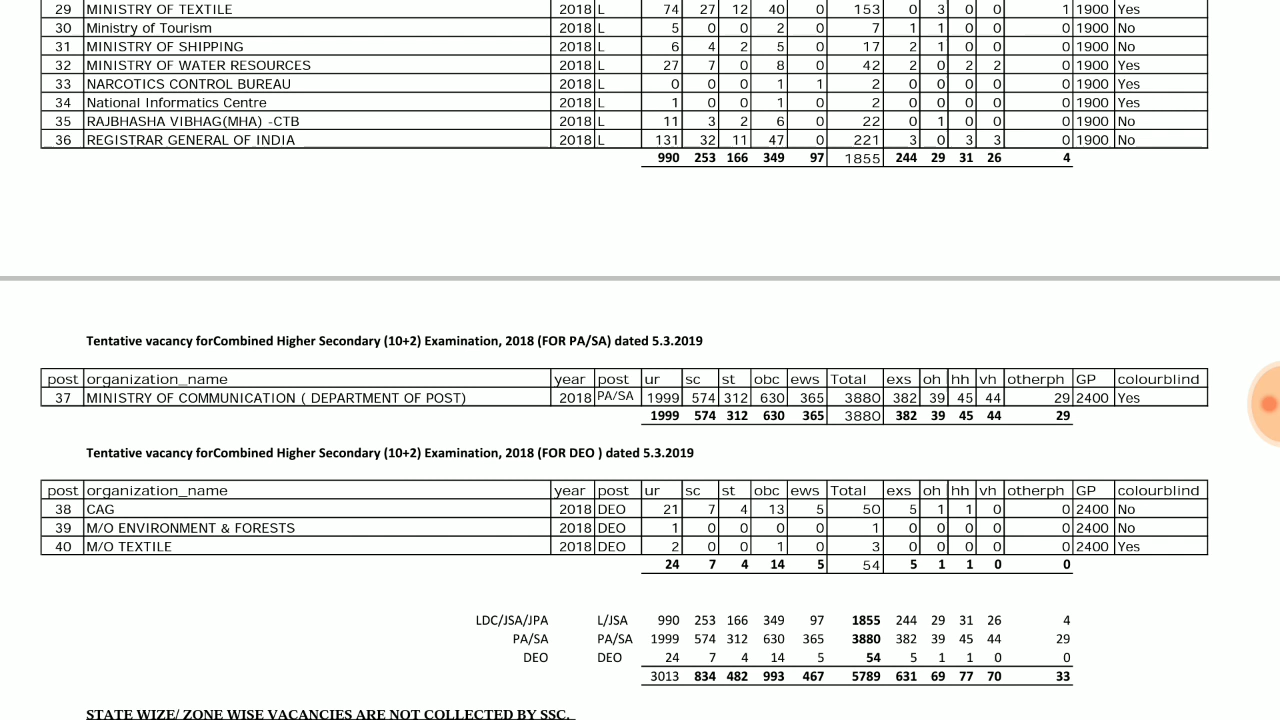 29 MINISTRY OF TEXTILE 2018 L 74 27 12 40 0 153 0 3 0 0 1 1900 Yes
30 Ministry of Tourism 2018 L 5 0 0 2 0 7 1 1 0 0 0 1900 No
31 MINISTRY OF SHIPPING 2018 L 6 4 2 5 0 17 2 1 0 0 0 1900 No
32 MINISTRY OF WATER RESOURCES 2018 L 27 7 0 8 0 42 2 0 2 2 0 1900 Yes
33 NARCOTICS CONTROL BUREAU 2018 L 0 0 0 1 1 2 0 0 0 0 0 1900 Yes
34 National Informatics Centre 2018 L 1 0 0 1 0 2 0 0 0 0 0 1900 Yes
35 RAJBHASHA VIBHAG(MHA) -CTB 2018 L 11 3 2 6 0 22 0 1 0 0 0 1900 No
36 REGISTRAR GENERAL OF INDIA 2018 L 131 32 11 47 0 221 3 0 3 3 0 1900 No
990 253 166 349 97 1855 244 29 31 26 4
Tentative vacancy forCombined Higher Secondary (10+2) Examination, 2018 (FOR PA/SA) dated 5.3.2019
post organization_name year post ur sc st obc ews Total exs oh hh vh otherph GP colourblind
37 MINISTRY OF COMMUNICATION ( DEPARTMENT OF POST) 2018 PA/SA 1999 574 312 630 365 3880 382 39 45 44 29 2400 Yes
1999 574 312 630 365 3880 382 39 45 44 29
Tentative vacancy forCombined Higher Secondary (10+2) Examination, 2018 (FOR DEO ) dated 5.3.2019
post organization_name year post ur sc st obc ews Total exs oh hh vh otherph GP colourblind
38 CAG 2018 DEO 21 7 4 13 5 50 5 1 1 0 0 2400 No
39 M/O ENVIRONMENT & FORESTS 2018 DEO 1 0 0 0 0 1 0 0 0 0 0 2400 No
40 M/O TEXTILE 2018 DEO 2 0 0 1 0 3 0 0 0 0 0 2400 Yes
24 7 4 14 5 54 5 1 1 0 0
LDC/JSA/JPA L/JSA 990 253 166 349 97 1855 244 29 31 26 4
PA/SA PA/SA 1999 574 312 630 365 3880 382 39 45 44 29
DEO DEO 24 7 4 14 5 54 5 1 1 0 0
3013 834 482 993 467 5789 631 69 77 70 33
STATE WIZE/ ZONE WISE VACANCIES ARE NOT COLLECTED BY SSC.